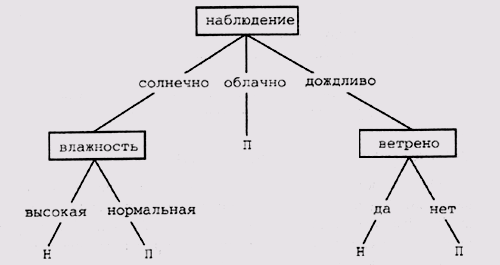 наблюдение
солнечно облачно дождливо
влажность П ветрено
высокая нормальная да нет
Н П Н П